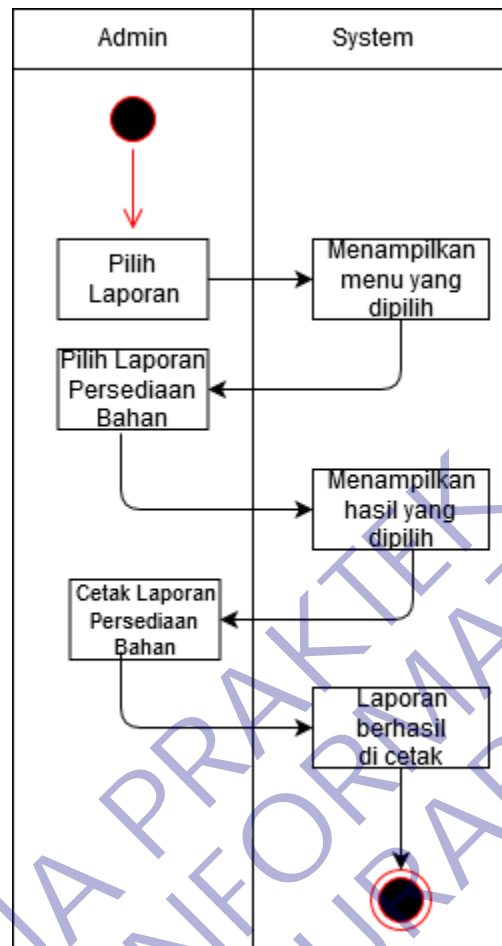 Admin
System
Pilih
Laporan
Menampilkan
menu yang
dipilih
Pilih Laporan
Persediaan
Bahan
Menampilkan
hasil yang
dipilih
Cetak Laporan
Persediaan
Bahan
Laporan
berhasil
di cetak
PRAKTEK